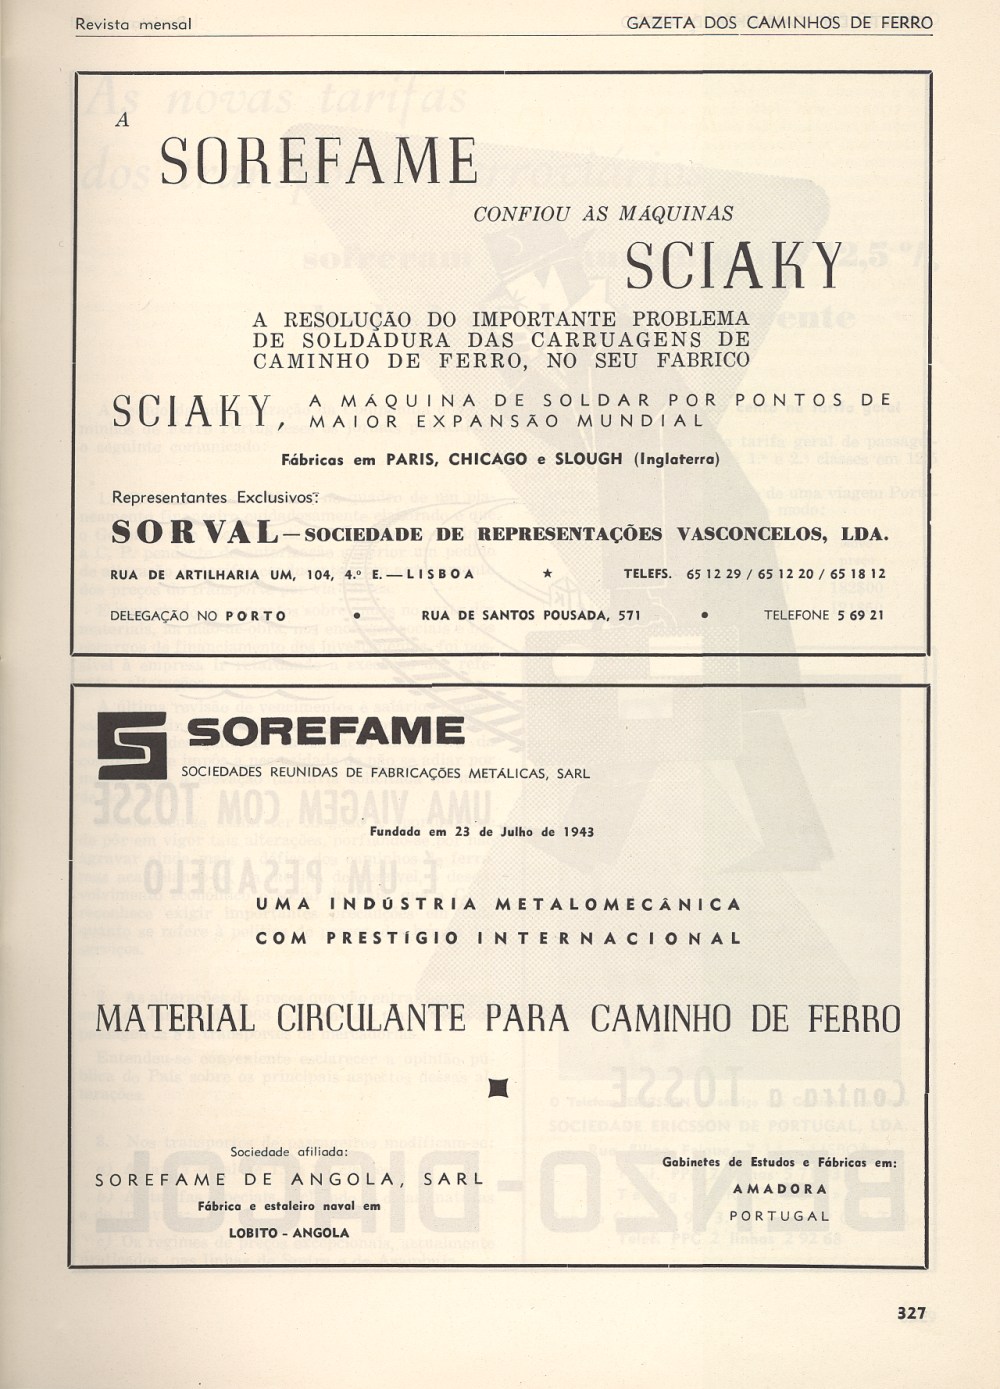 Revista mensal GAZETA DOS CAMINHOS DE FERRO
A
SOREFAME
CONFIOU ÀS MÁQUINAS
SCIAKY
A RESOLUÇÃO DO IMPORTANTE PROBLEMA
DE SOLDADURA DAS CARRUAGENS DE
CAMINHO DE FERRO, NO SEU FABRICO
SCIAKY, A MÁQUINA DE SOLDAR POR PONTOS DE
MAIOR EXPANSÃO MUNDIAL
Fábricas em PARIS, CHICAGO e SLOUGH (Inglaterra)
Representantes Exclusivos:
SORVAL — SOCIEDADE DE REPRESENTAÇÕES VASCONCELOS, LDA.
RUA DE ARTILHARIA UM, 104, 4.º E. — LISBOA ★ TELEFS. 65 12 29 / 65 12 20 / 65 18 12
DELEGAÇÃO NO PORTO • RUA DE SANTOS POUSADA, 571 • TELEFONE 5 69 21
SOREFAME
SOCIEDADES REUNIDAS DE FABRICAÇÕES METÁLICAS, SARL
Fundada em 23 de Julho de 1943
UMA INDÚSTRIA METALOMECÂNICA
COM PRESTÍGIO INTERNACIONAL
MATERIAL CIRCULANTE PARA CAMINHO DE FERRO
Sociedade afiliada:
SOREFAME DE ANGOLA, SARL
Fábrica e estaleiro naval em
LOBITO - ANGOLA
Gabinetes de Estudos e Fábricas em:
AMADORA
PORTUGAL
327